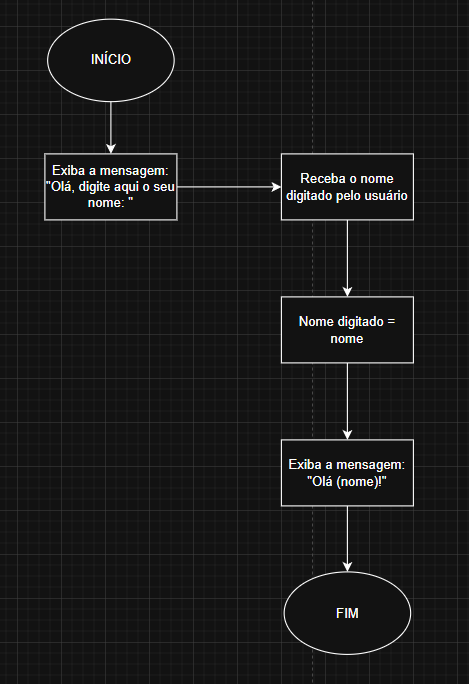 INÍCIO
Exiba a mensagem:
"Olá, digite aqui o seu
nome: "
Receba o nome
digitado pelo usuário
Nome digitado =
nome
Exiba a mensagem:
"Olá (nome)!"
FIM